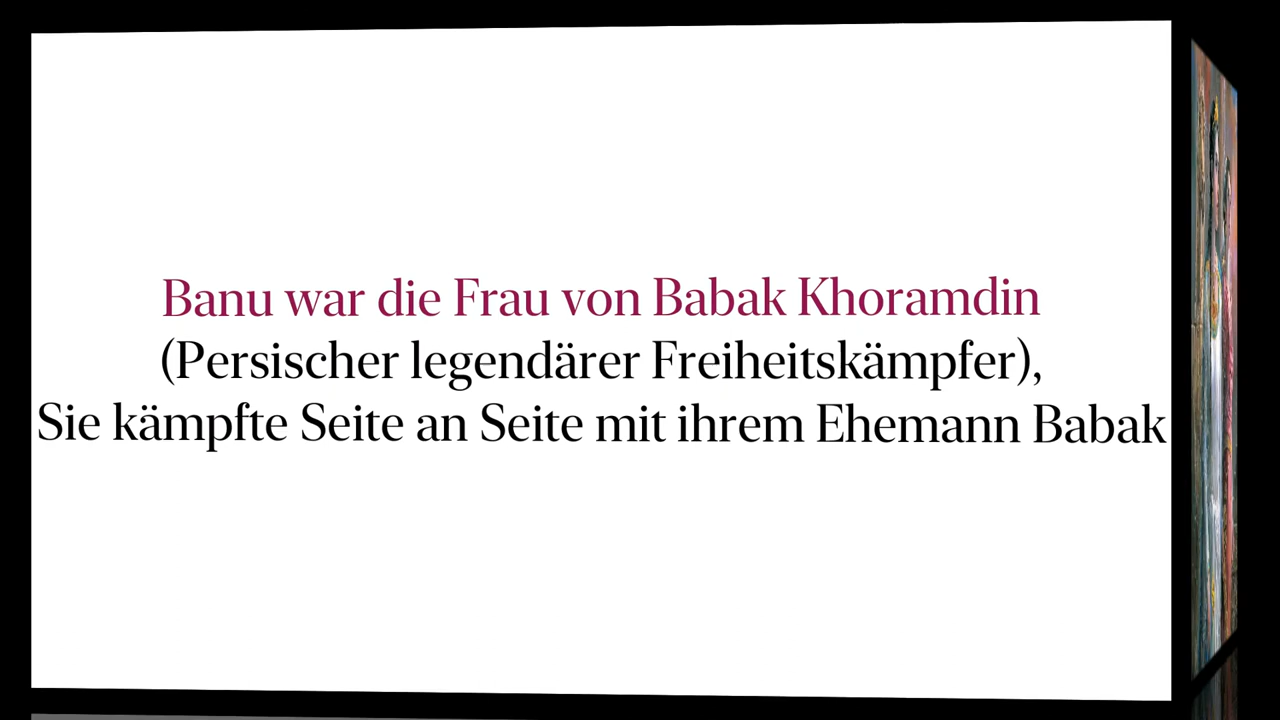 Banu war die Frau von Babak Khoramdin
(Persischer legendärer Freiheitskämpfer),
Sie kämpfte Seite an Seite mit ihrem Ehemann Babak